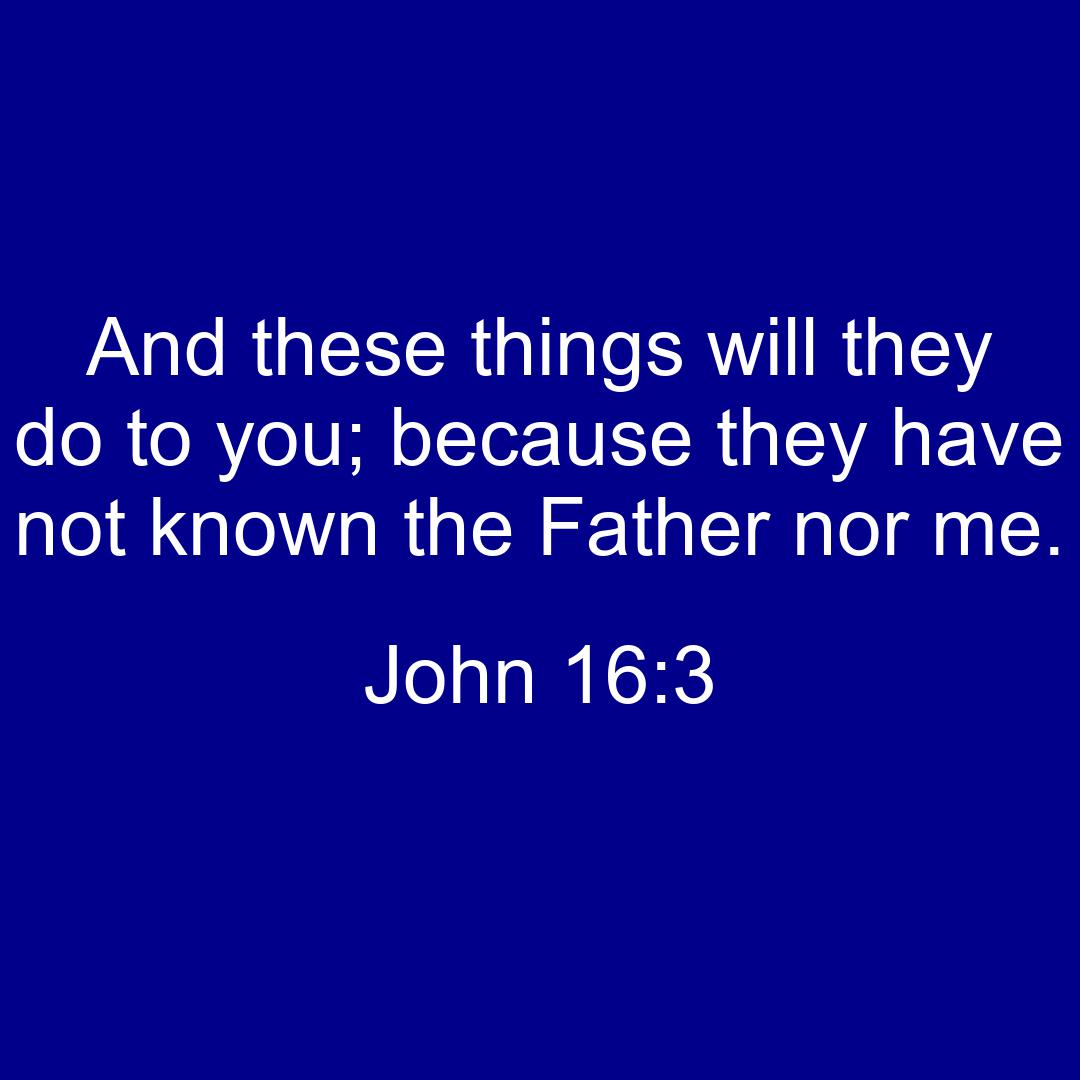 And these things will they
do to you; because they have
not known the Father nor me.
John 16:3